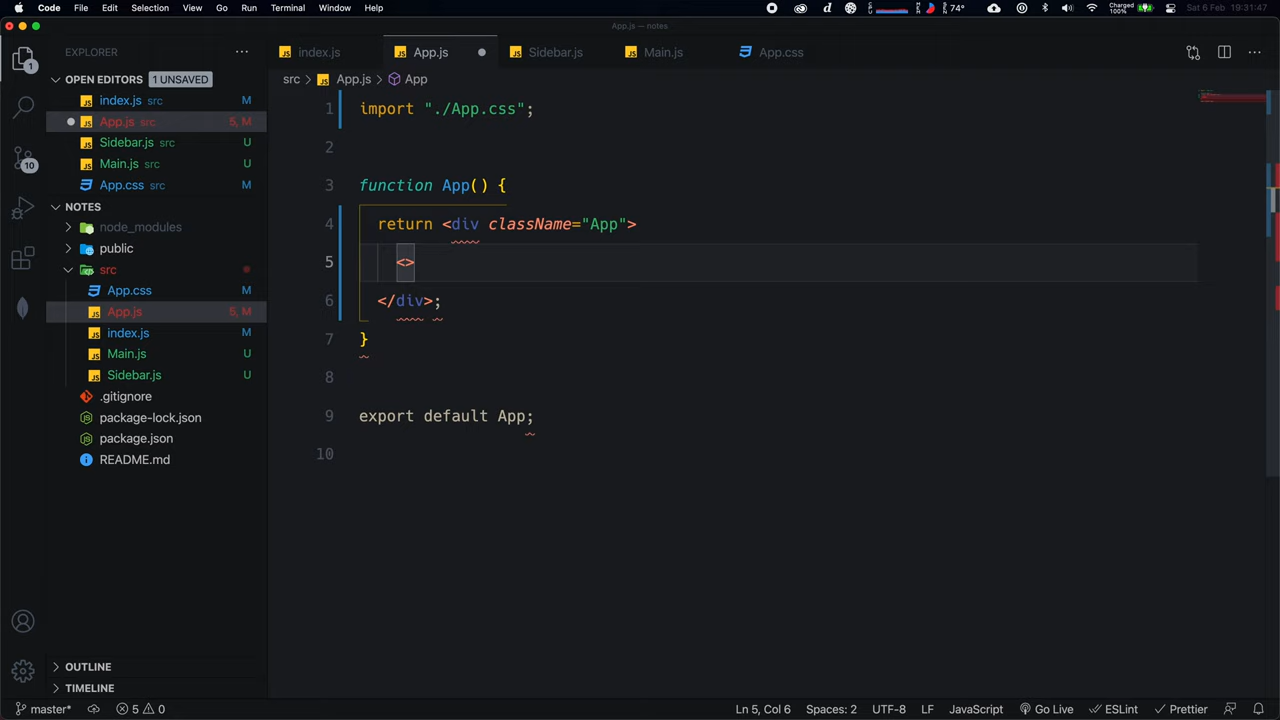 Code File Edit Selection View Go Run Terminal Window Help 74° Charged 100% Sat 6 Feb 19:31:47
App.js — notes
EXPLORER
OPEN EDITORS 1 UNSAVED
index.js src M
App.js src 5, M
Sidebar.js src U
Main.js src U
App.css src M
NOTES
node_modules
public
src
App.css M
App.js 5, M
index.js M
Main.js U
Sidebar.js U
.gitignore
package-lock.json
package.json
README.md
OUTLINE
TIMELINE
1
10
index.js App.js Sidebar.js Main.js App.css
src > App.js > App
1 import "./App.css";
2
3 function App() {
4 return <div className="App">
5 <>
6 </div>;
7 }
8
9 export default App;
10
master* 5 0 Ln 5, Col 6 Spaces: 2 UTF-8 LF JavaScript Go Live ESLint Prettier